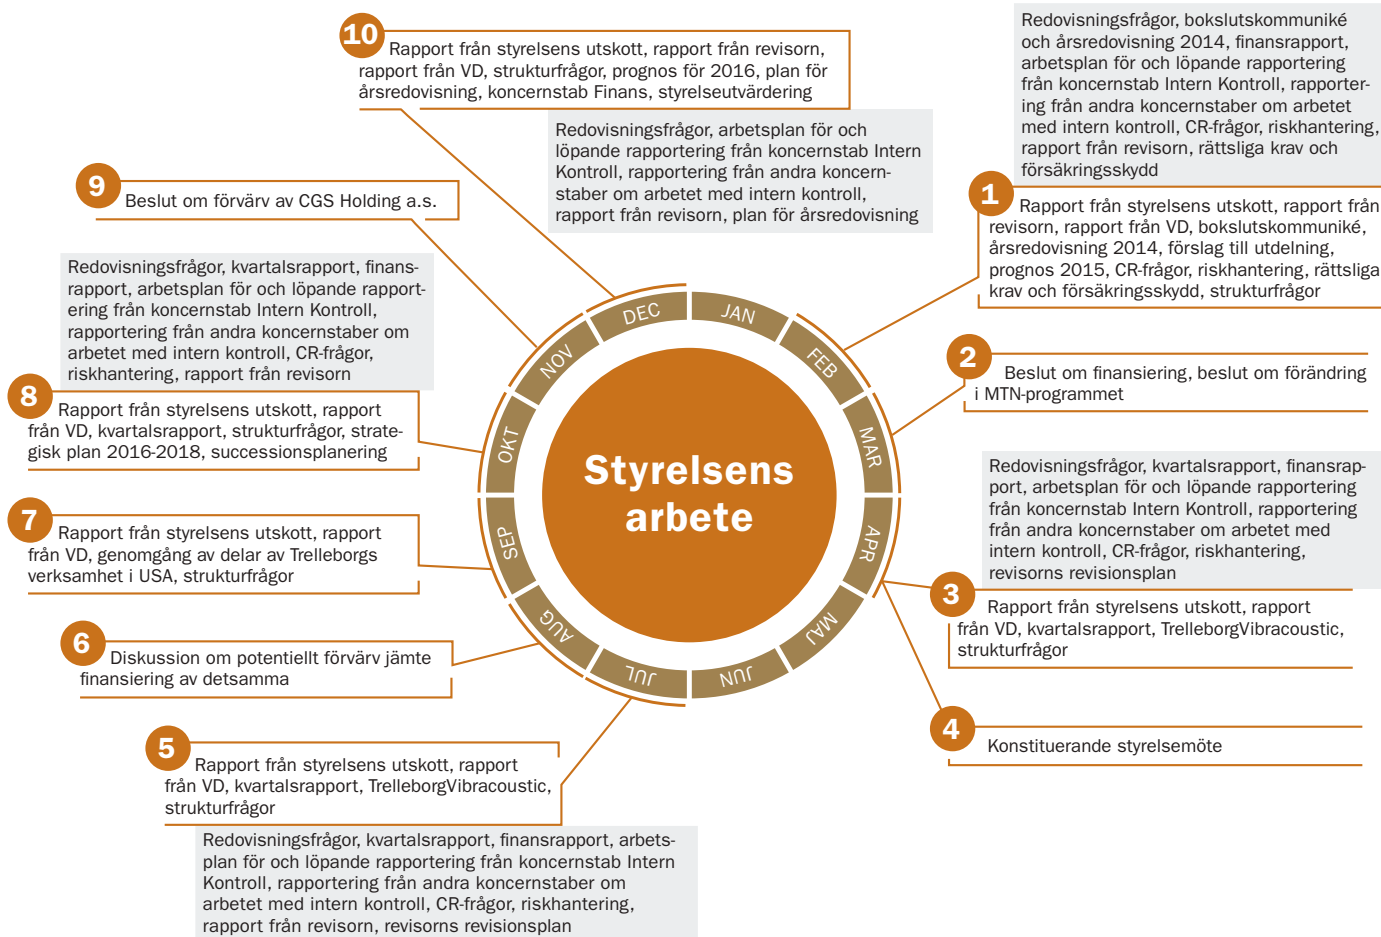 10
Rapport från styrelsens utskott, rapport från revisorn,
rapport från VD, strukturfrågor, prognos för 2016, plan för
årsredovisning, koncernstab Finans, styrelseutvärdering
Redovisningsfrågor, arbetsplan för och
löpande rapportering från koncernstab Intern
Kontroll, rapportering från andra koncern-
staber om arbetet med intern kontroll,
rapport från revisorn, plan för årsredovisning
Redovisningsfrågor, bokslutskommuniké
och årsredovisning 2014, finansrapport,
arbetsplan för och löpande rapportering
från koncernstab Intern Kontroll, rapporter-
ing från andra koncernstaber om arbetet
med intern kontroll, CR-frågor, riskhantering,
rapport från revisorn, rättsliga krav och
försäkringsskydd
1
Rapport från styrelsens utskott, rapport från
revisorn, rapport från VD, bokslutskommuniké,
årsredovisning 2014, förslag till utdelning,
prognos 2015, CR-frågor, riskhantering, rättsliga
krav och försäkringsskydd, strukturfrågor
2
Beslut om finansiering, beslut om förändring
i MTN-programmet
Redovisningsfrågor, kvartalsrapport, finansrap-
port, arbetsplan för och löpande rapportering
från koncernstab Intern Kontroll, rapportering
från andra koncernstaber om arbetet med
intern kontroll, CR-frågor, riskhantering,
revisorns revisionsplan
3
Rapport från styrelsens utskott, rapport
från VD, kvartalsrapport, TrelleborgVibracoustic,
strukturfrågor
4
Konstituerande styrelsemöte
5
Rapport från styrelsens utskott, rapport
från VD, kvartalsrapport, TrelleborgVibracoustic,
strukturfrågor
Redovisningsfrågor, kvartalsrapport, finansrapport, arbets-
plan för och löpande rapportering från koncernstab Intern
Kontroll, rapportering från andra koncernstaber om
arbetet med intern kontroll, CR-frågor, riskhantering,
rapport från revisorn, revisorns revisionsplan
6
Diskussion om potentiellt förvärv jämte
finansiering av detsamma
7
Rapport från styrelsens utskott, rapport
från VD, genomgång av delar av Trelleborgs
verksamhet i USA, strukturfrågor
Redovisningsfrågor, kvartalsrapport, finans-
rapport, arbetsplan för och löpande rapport-
ering från koncernstab Intern Kontroll,
rapportering från andra koncernstaber om
arbetet med intern kontroll, CR-frågor,
riskhantering, rapport från revisorn
8
Rapport från styrelsens utskott, rapport
från VD, kvartalsrapport, strukturfrågor, strate-
gisk plan 2016-2018, successionsplanering
9
Beslut om förvärv av CGS Holding a.s.
JAN
FEB
MAR
APR
MAJ
JUN
JUL
AUG
SEP
OKT
NOV
DEC
Styrelsens
arbete